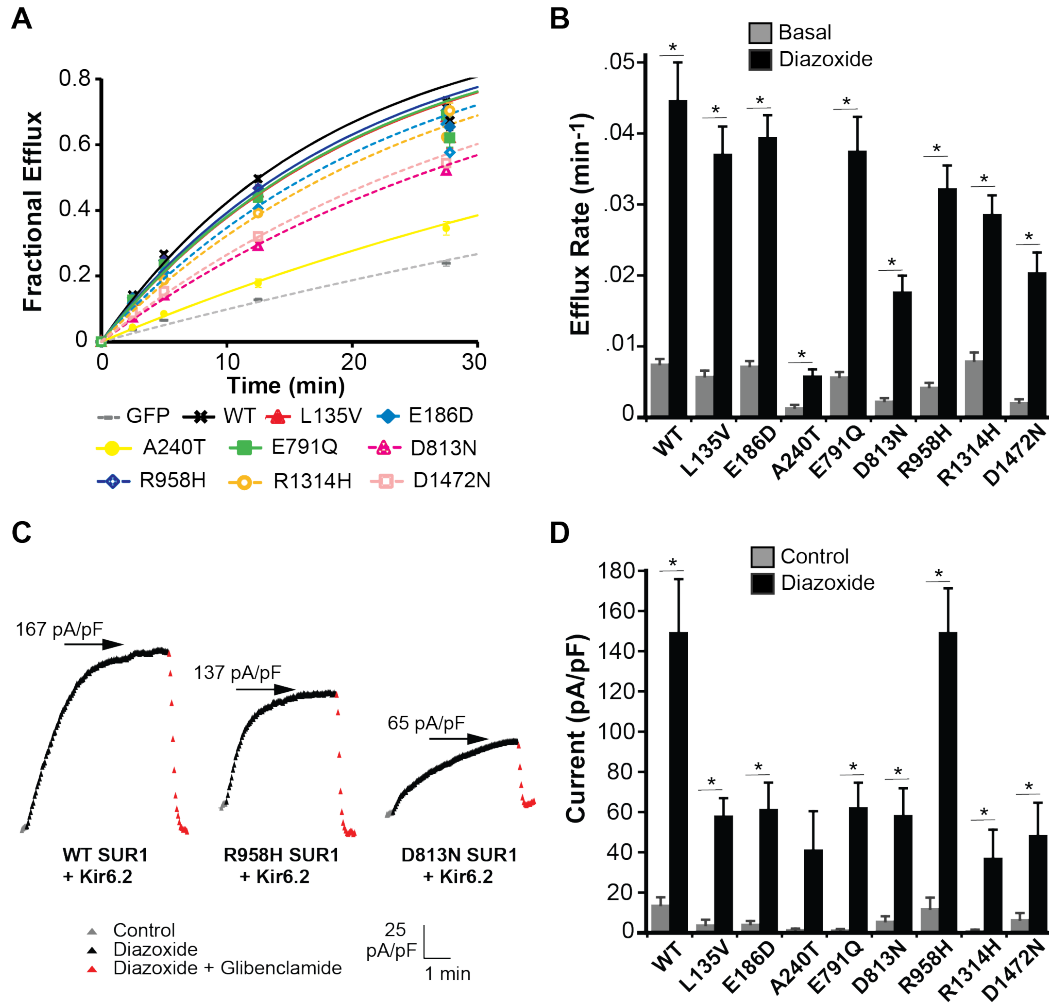 A
Fractional Efflux
0.8
0.6
0.4
0.2
0
0 10 20 30
Time (min)
GFP WT L135V E186D
A240T E791Q D813N
R958H R1314H D1472N
B
Basal
Diazoxide
Efflux Rate (min-1)
.05
.04
.03
.02
.01
0
* * * * * * * * *
WT L135V E186D A240T E791Q D813N R958H R1314H D1472N
C
167 pA/pF
137 pA/pF
65 pA/pF
WT SUR1
+ Kir6.2
R958H SUR1
+ Kir6.2
D813N SUR1
+ Kir6.2
Control
Diazoxide
Diazoxide + Glibenclamide
25
pA/pF
1 min
D
Control
Diazoxide
Current (pA/pF)
180
160
140
120
100
80
60
40
20
0
* * * * * * * *
WT L135V E186D A240T E791Q D813N R958H R1314H D1472N